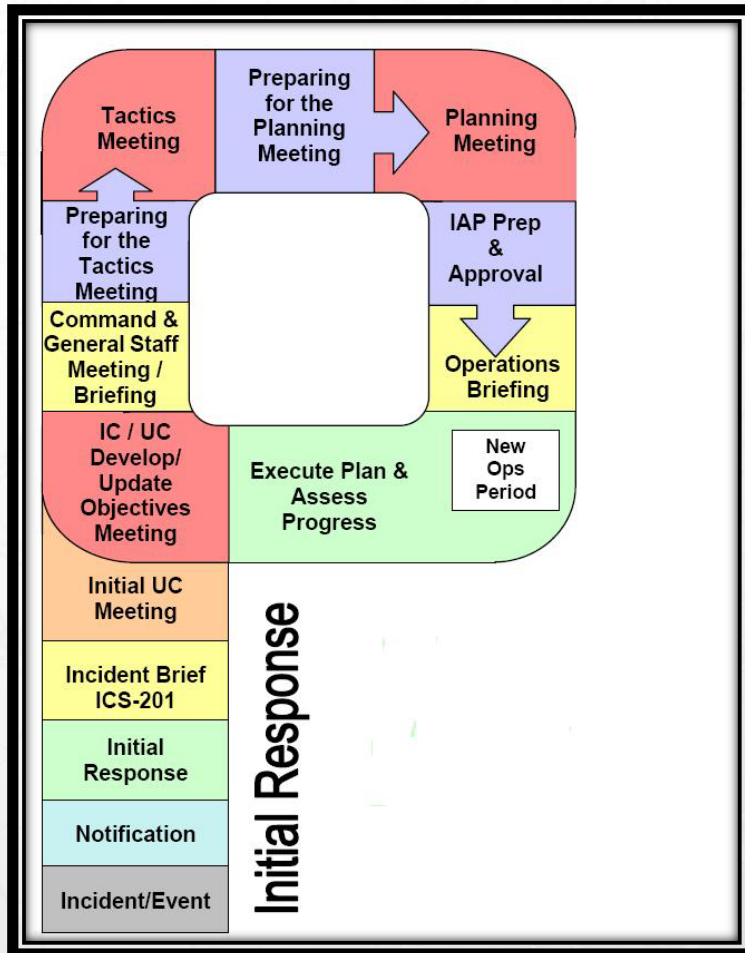 Tactics
Meeting
Preparing
for the
Planning
Meeting
Planning
Meeting
Preparing
for the
Tactics
Meeting
IAP Prep
&
Approval
Command &
General Staff
Meeting /
Briefing
Operations
Briefing
IC / UC
Develop/
Update
Objectives
Meeting
Execute Plan &
Assess
Progress
New
Ops
Period
Initial UC
Meeting
Incident Brief
ICS-201
Initial
Response
Notification
Incident/Event
Initial Response